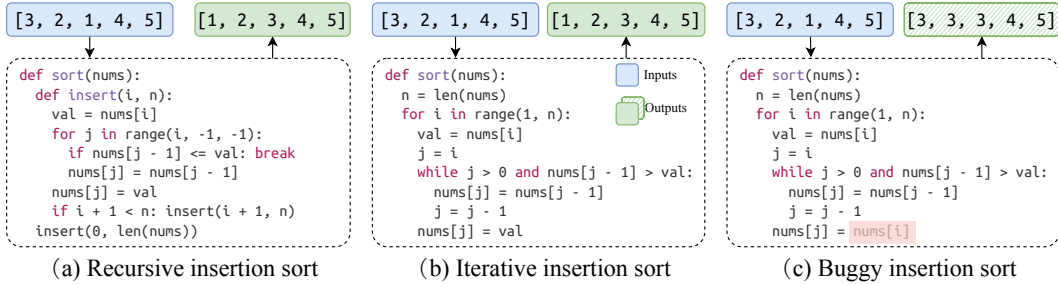 [3, 2, 1, 4, 5]
[1, 2, 3, 4, 5]
def sort(nums):
  def insert(i, n):
    val = nums[i]
    for j in range(i, -1, -1):
      if nums[j - 1] <= val: break
      nums[j] = nums[j - 1]
    nums[j] = val
    if i + 1 < n: insert(i + 1, n)
  insert(0, len(nums))
(a) Recursive insertion sort
[3, 2, 1, 4, 5]
[1, 2, 3, 4, 5]
def sort(nums):
  n = len(nums)
  for i in range(1, n):
    val = nums[i]
    j = i
    while j > 0 and nums[j - 1] > val:
      nums[j] = nums[j - 1]
      j = j - 1
    nums[j] = val
Inputs
Outputs
(b) Iterative insertion sort
[3, 2, 1, 4, 5]
[3, 3, 3, 4, 5]
def sort(nums):
  n = len(nums)
  for i in range(1, n):
    val = nums[i]
    j = i
    while j > 0 and nums[j - 1] > val:
      nums[j] = nums[j - 1]
      j = j - 1
    nums[j] = nums[i]
(c) Buggy insertion sort